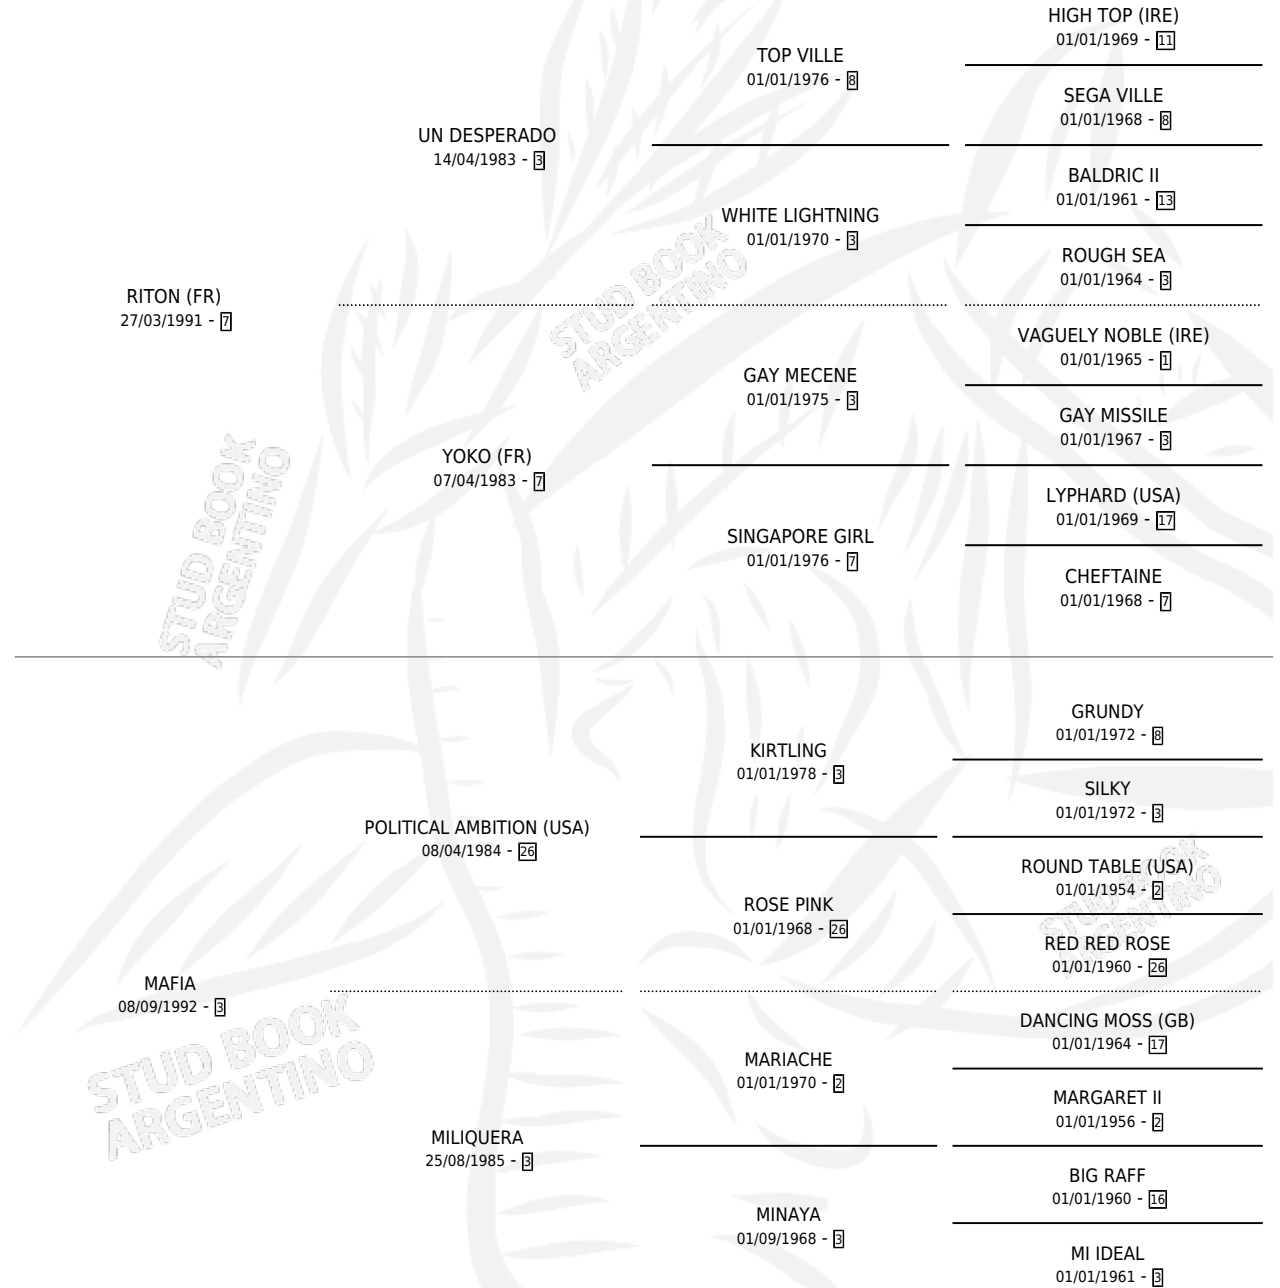 HIGH TOP (IRE)
01/01/1969 - 11
TOP VILLE
01/01/1976 - 8
SEGA VILLE
01/01/1968 - 8
UN DESPERADO
14/04/1983 - 3
BALDRIC II
01/01/1961 - 13
WHITE LIGHTNING
01/01/1970 - 3
ROUGH SEA
01/01/1964 - 3
RITON (FR)
27/03/1991 - 7
STUD BOOK
ARGENTINO
VAGUELY NOBLE (IRE)
01/01/1965 - 1
GAY MECENE
01/01/1975 - 3
GAY MISSILE
01/01/1967 - 3
YOKO (FR)
07/04/1983 - 7
STUD BOOK
ARGENTINO
LYPHARD (USA)
01/01/1969 - 17
SINGAPORE GIRL
01/01/1976 - 7
CHEFTAINE
01/01/1968 - 7
GRUNDY
01/01/1972 - 8
KIRTLING
01/01/1978 - 3
SILKY
01/01/1972 - 3
POLITICAL AMBITION (USA)
08/04/1984 - 26
ROUND TABLE (USA)
01/01/1954 - 2
STUD BOOK
ARGENTINO
ROSE PINK
01/01/1968 - 26
RED RED ROSE
01/01/1960 - 26
MAFIA
08/09/1992 - 3
STUD BOOK
ARGENTINO
DANCING MOSS (GB)
01/01/1964 - 17
MARIACHE
01/01/1970 - 2
MARGARET II
01/01/1956 - 2
MILIQUERA
25/08/1985 - 3
BIG RAFF
01/01/1960 - 16
MINAYA
01/09/1968 - 3
MI IDEAL
01/01/1961 - 3